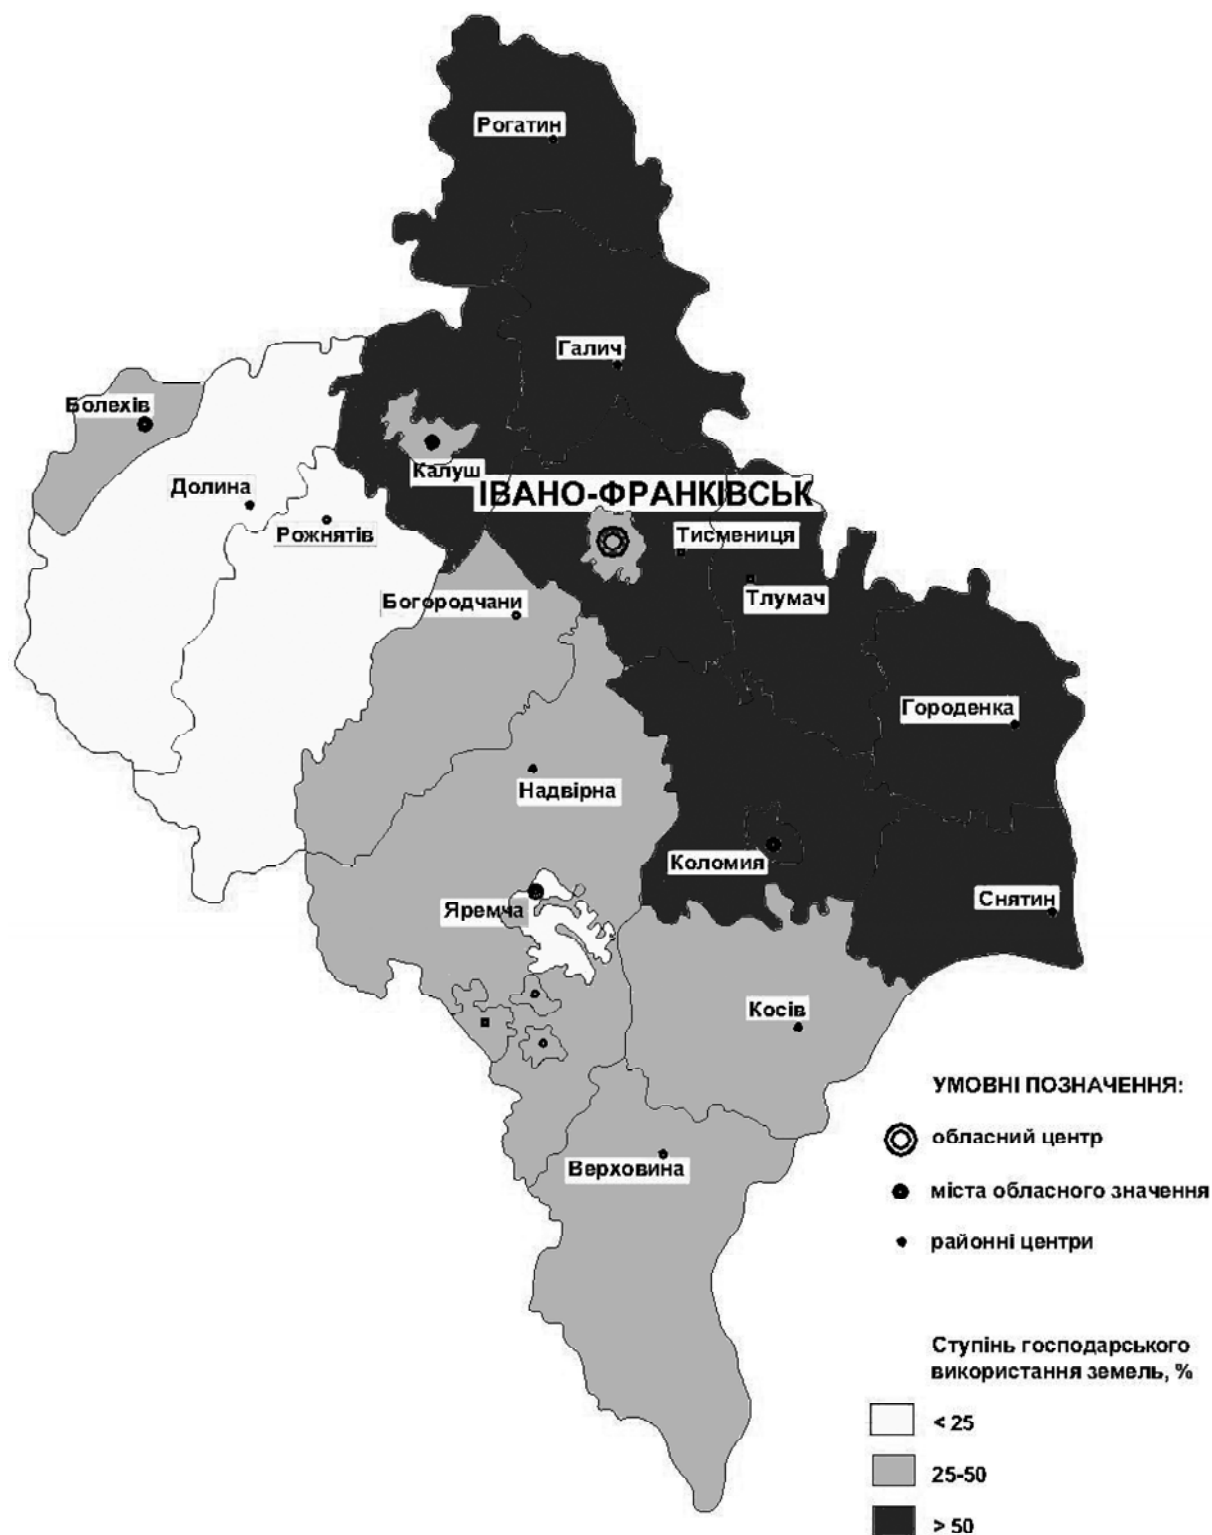 Рогатин
Галич
Болехів
Калуш
Долина
ІВАНО-ФРАНКІВСЬК
Рожнятів
Тисмениця
Богородчани
Тлумач
Городенка
Надвірна
Коломия
Снятин
Яремча
Косів
УМОВНІ ПОЗНАЧЕННЯ:
обласний центр
Верховина
міста обласного значення
районні центри
Ступінь господарського
використання земель, %
< 25
25-50
> 50